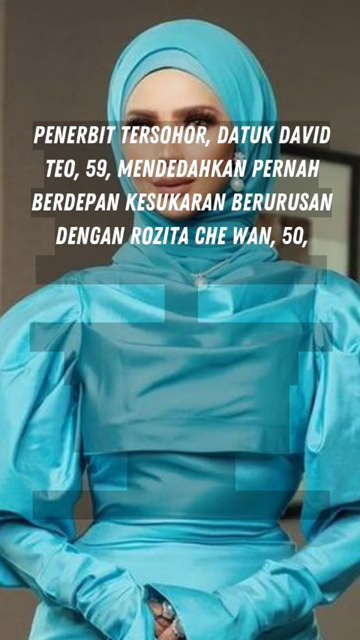 PENERBIT TERSOHOR, DATUK DAVID
TEO, 59, MENDEDAHKAN PERNAH
BERDEPAN KESUKARAN BERURUSAN
DENGAN ROZITA CHE WAN, 50,